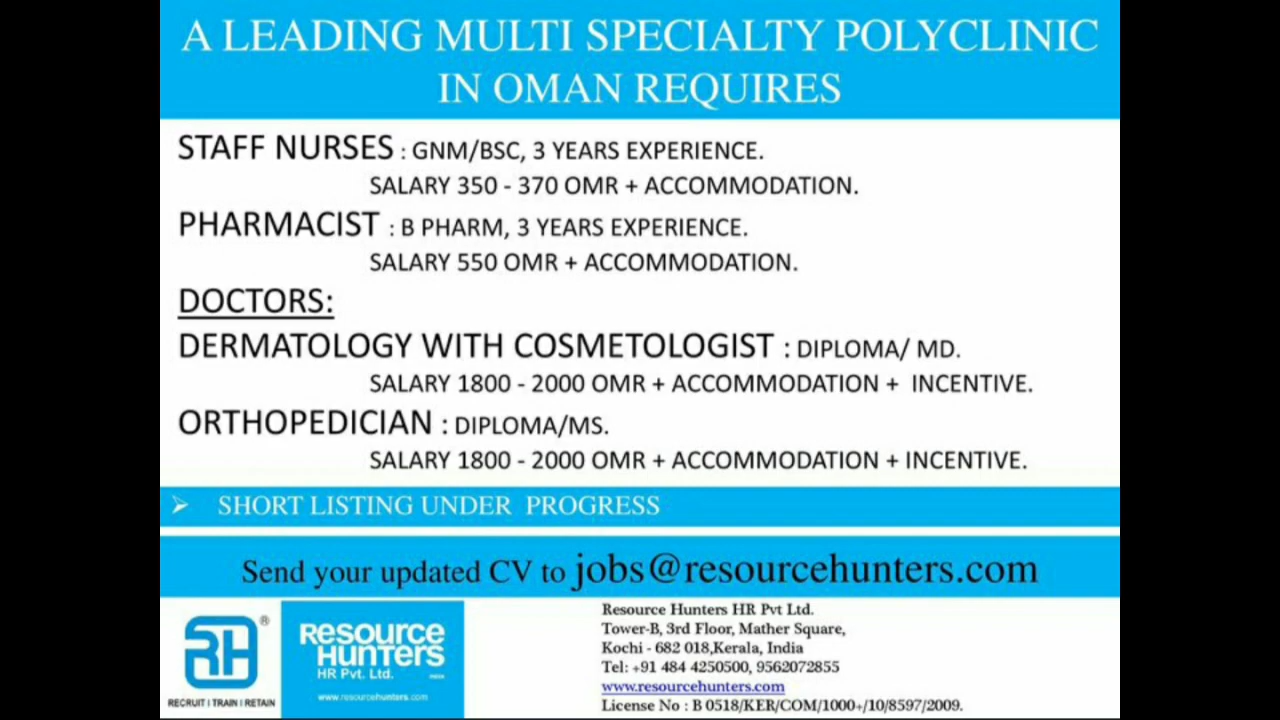 A LEADING MULTI SPECIALTY POLYCLINIC
IN OMAN REQUIRES
STAFF NURSES : GNM/BSC, 3 YEARS EXPERIENCE.
SALARY 350 - 370 OMR + ACCOMMODATION.
PHARMACIST : B PHARM, 3 YEARS EXPERIENCE.
SALARY 550 OMR + ACCOMMODATION.
DOCTORS:
DERMATOLOGY WITH COSMETOLOGIST : DIPLOMA/ MD.
SALARY 1800 - 2000 OMR + ACCOMMODATION + INCENTIVE.
ORTHOPEDICIAN : DIPLOMA/MS.
SALARY 1800 - 2000 OMR + ACCOMMODATION + INCENTIVE.
➢ SHORT LISTING UNDER PROGRESS
Send your updated CV to jobs@resourcehunters.com
RH®
RECRUIT I TRAIN I RETAIN
Resource
Hunters
HR Pvt. Ltd.
www.resourcehunters.com
Resource Hunters HR Pvt Ltd.
Tower-B, 3rd Floor, Mather Square,
Kochi - 682 018,Kerala, India
Tel: +91 484 4250500, 9562072855
www.resourcehunters.com
License No : B 0518/KER/COM/1000+/10/8597/2009.